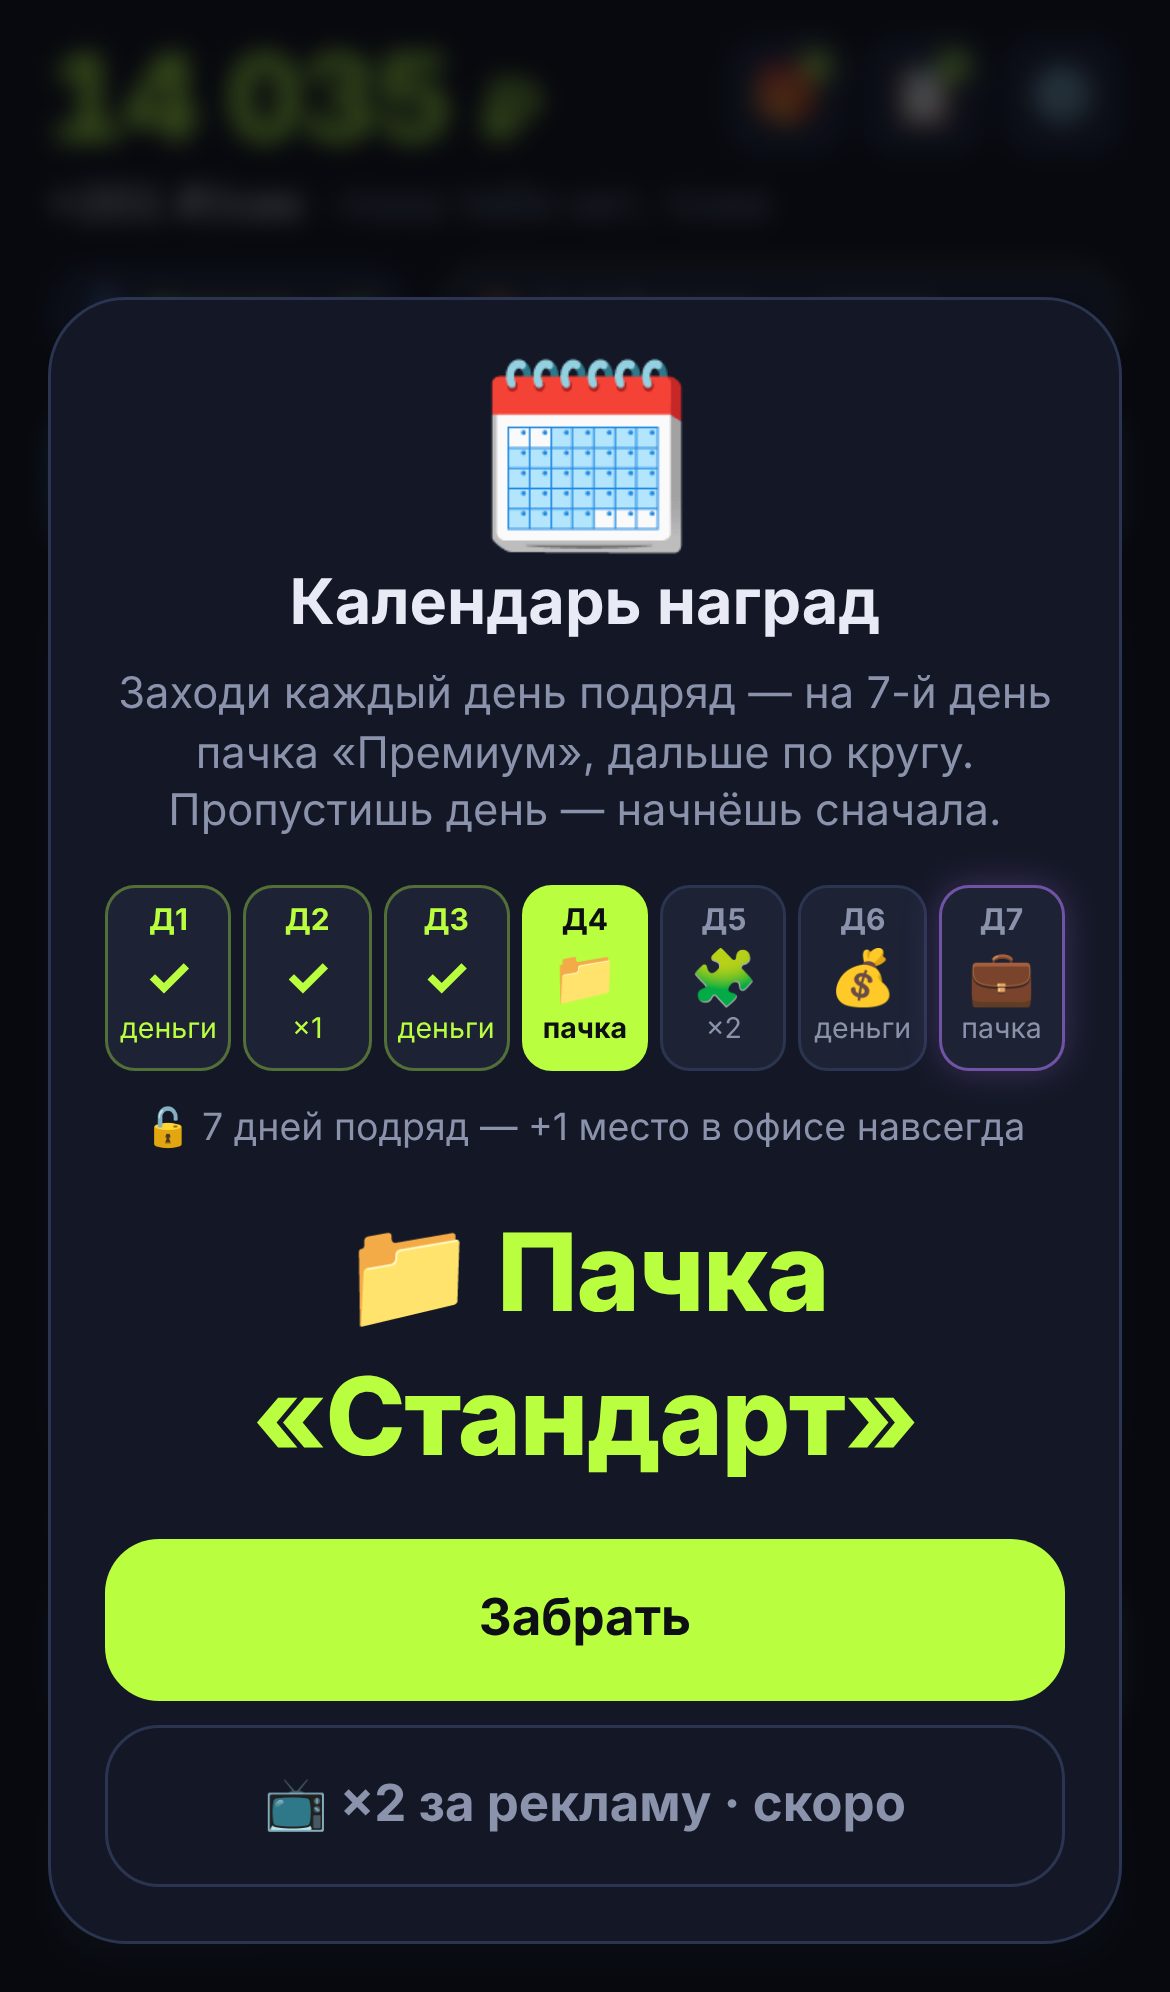 14 035 ₽
Календарь наград
Заходи каждый день подряд — на 7-й день
пачка «Премиум», дальше по кругу.
Пропустишь день — начнёшь сначала.
Д1 Д2 Д3 Д4 Д5 Д6 Д7
деньги ×1 деньги пачка ×2 деньги пачка
7 дней подряд — +1 место в офисе навсегда
Пачка
«Стандарт»
Забрать
×2 за рекламу · скоро